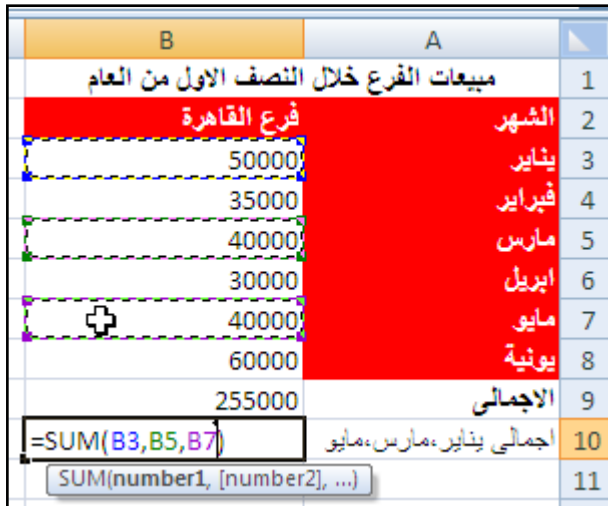 A B
1 مبيعات الفرع خلال النصف الاول من العام
2 الشهر فرع القاهرة
3 يناير 50000
4 فبراير 35000
5 مارس 40000
6 ابريل 30000
7 مايو 40000
8 يونية 60000
9 الاجمالى 255000
10 اجمالى يناير،مارس،مايو =SUM(B3,B5,B7)
11 SUM(number1, [number2], ...)